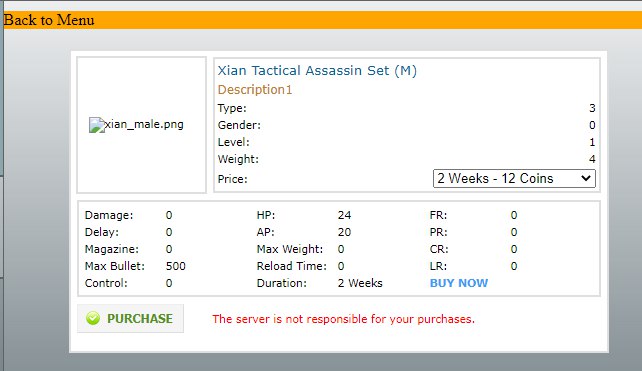 Back to Menu
xian_male.png
Xian Tactical Assassin Set (M)
Description1
Type: 3
Gender: 0
Level: 1
Weight: 4
Price: 2 Weeks - 12 Coins
Damage: 0 HP: 24 FR: 0
Delay: 0 AP: 20 PR: 0
Magazine: 0 Max Weight: 0 CR: 0
Max Bullet: 500 Reload Time: 0 LR: 0
Control: 0 Duration: 2 Weeks BUY NOW
PURCHASE The server is not responsible for your purchases.